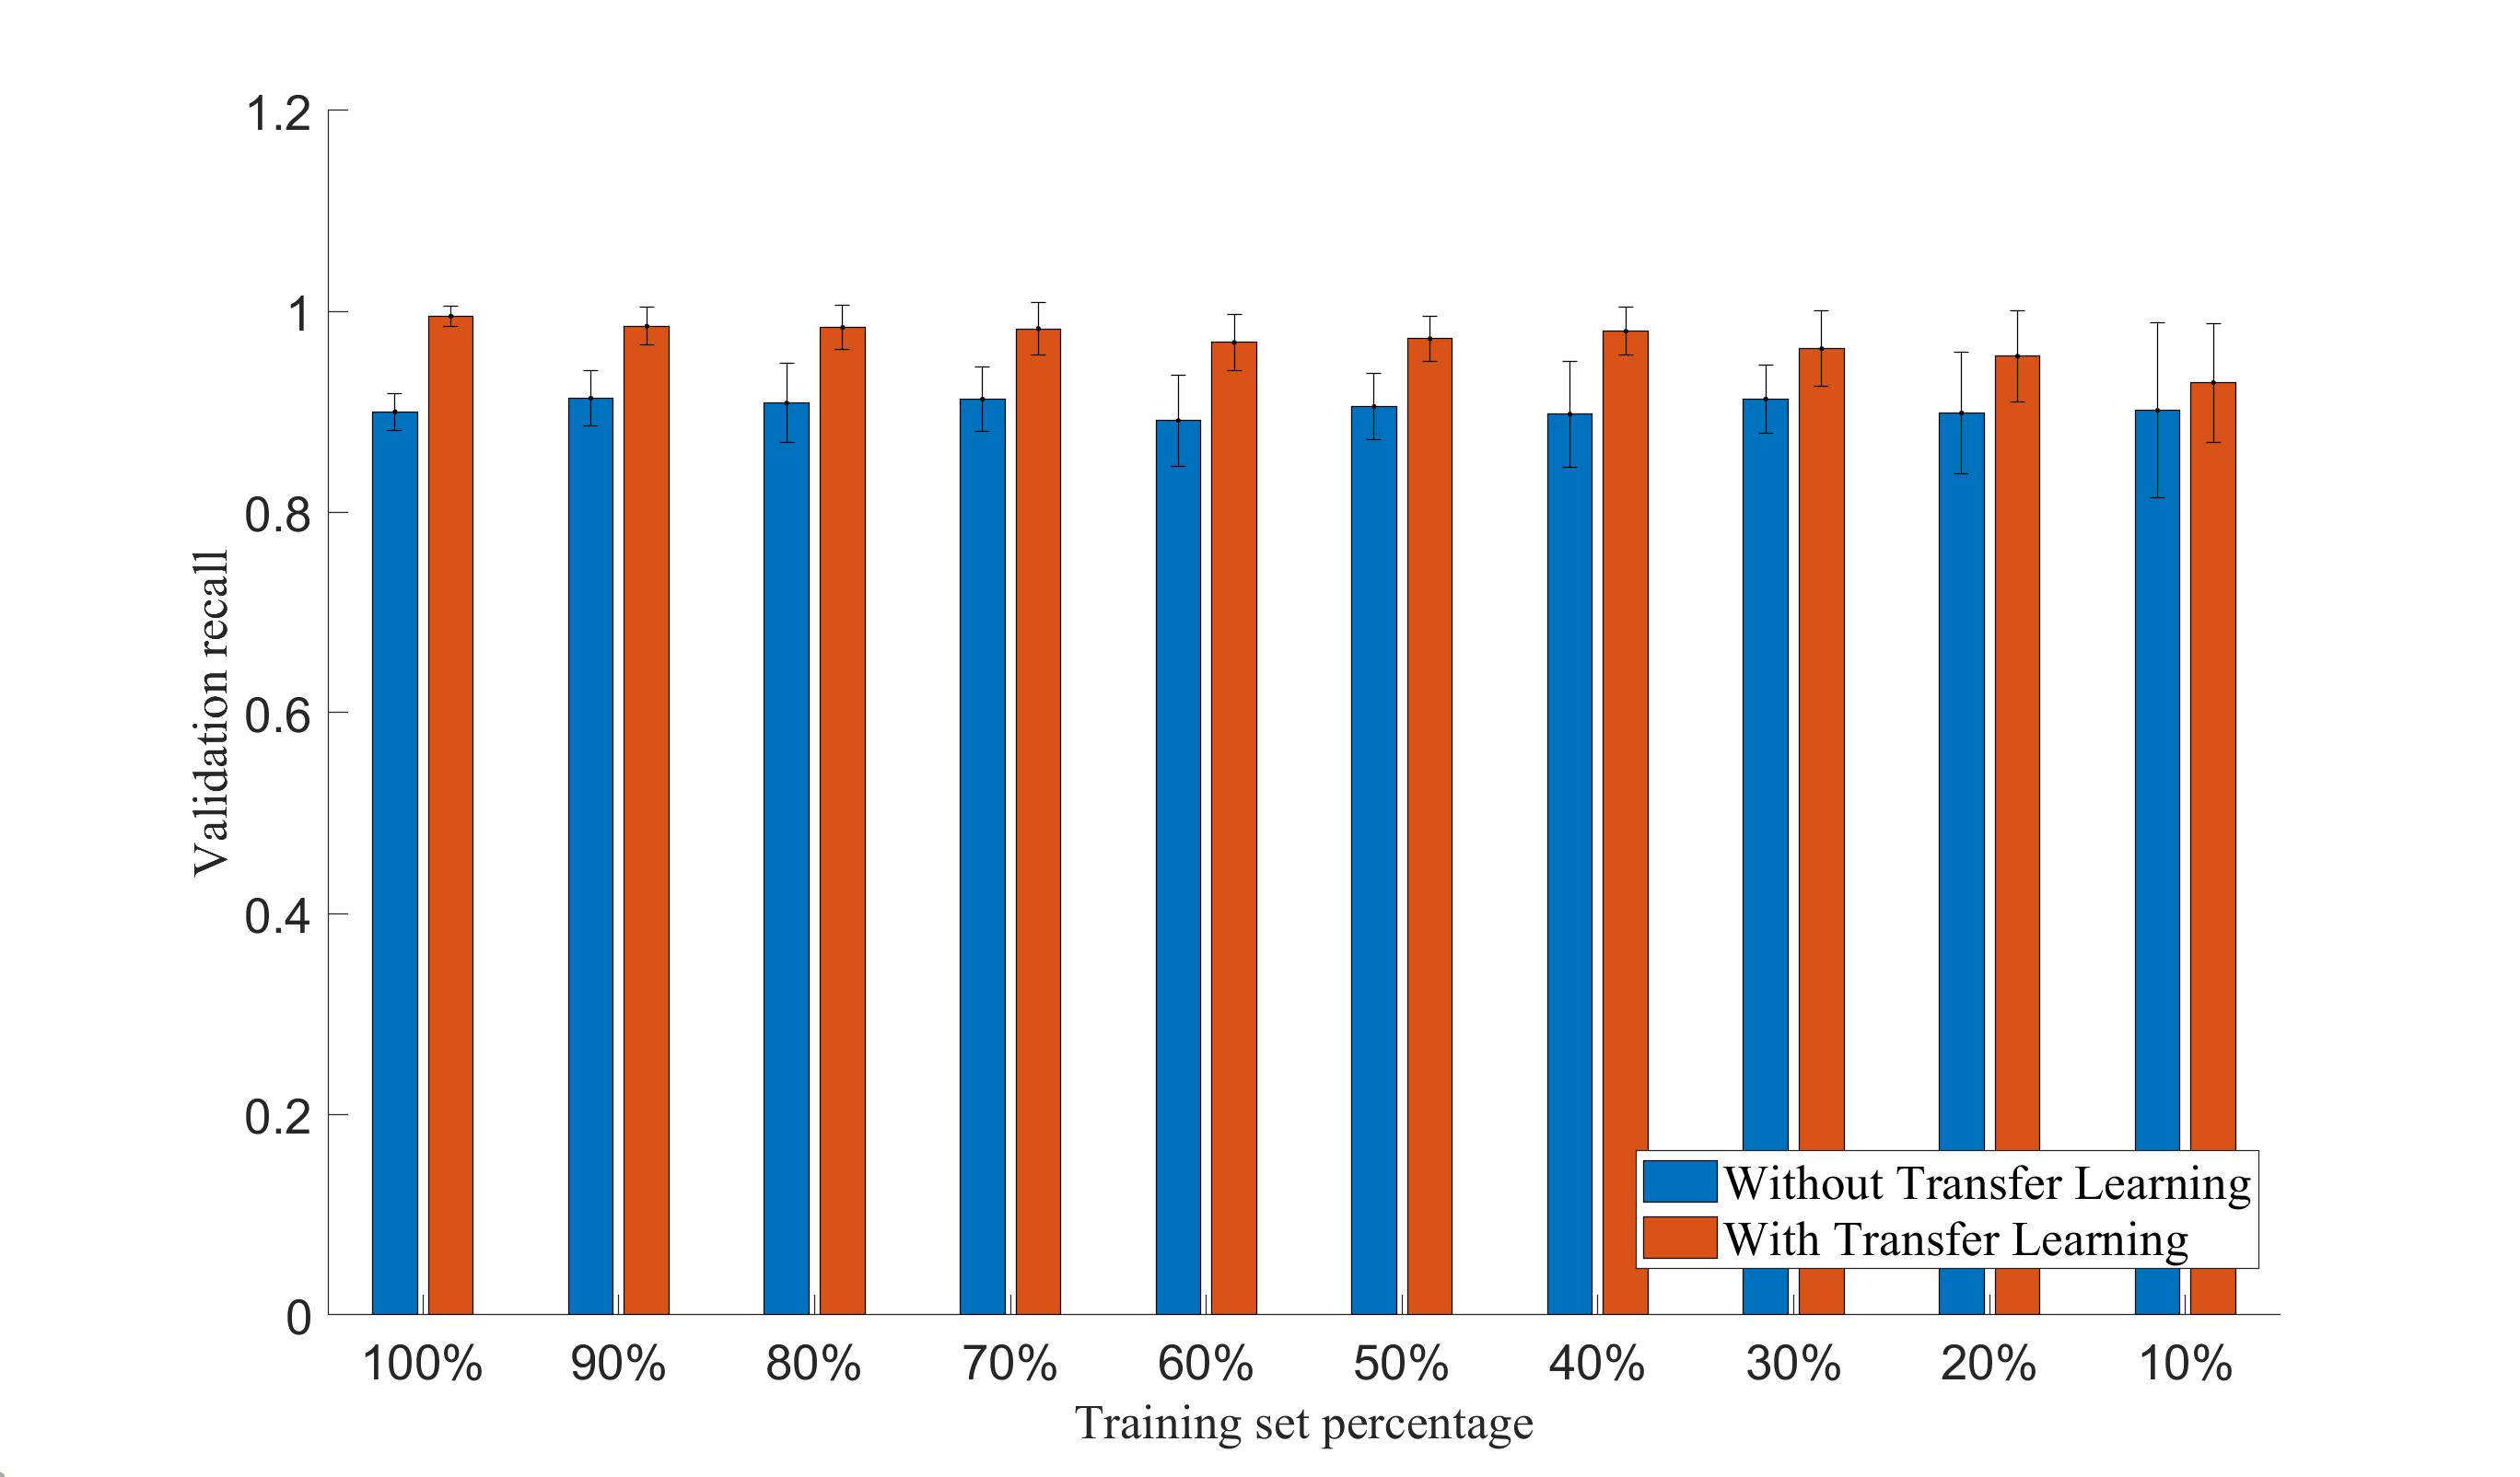 1.2
1
0.8
0.6
0.4
0.2
0
Validation recall
100% 90% 80% 70% 60% 50% 40% 30% 20% 10%
Training set percentage
Without Transfer Learning
With Transfer Learning